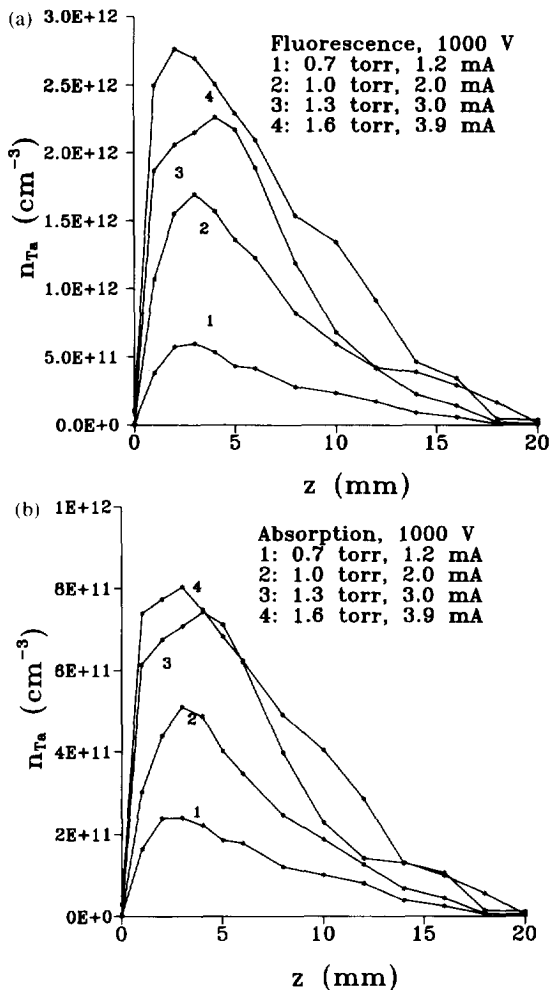 (a)
3.0E+12
2.5E+12
2.0E+12
1.5E+12
1.0E+12
5.0E+11
0.0E+0
n_Ta (cm⁻³)
Fluorescence, 1000 V
1: 0.7 torr, 1.2 mA
2: 1.0 torr, 2.0 mA
3: 1.3 torr, 3.0 mA
4: 1.6 torr, 3.9 mA
4
3
2
1
0 5 10 15 20
z (mm)
(b)
1E+12
8E+11
6E+11
4E+11
2E+11
0E+0
n_Ta (cm⁻³)
Absorption, 1000 V
1: 0.7 torr, 1.2 mA
2: 1.0 torr, 2.0 mA
3: 1.3 torr, 3.0 mA
4: 1.6 torr, 3.9 mA
4
3
2
1
0 5 10 15 20
z (mm)